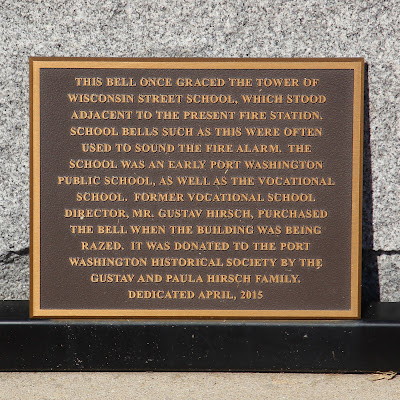 THIS BELL ONCE GRACED THE TOWER OF
WISCONSIN STREET SCHOOL, WHICH STOOD
ADJACENT TO THE PRESENT FIRE STATION.
SCHOOL BELLS SUCH AS THIS WERE OFTEN
USED TO SOUND THE FIRE ALARM. THE
SCHOOL WAS AN EARLY PORT WASHINGTON
PUBLIC SCHOOL, AS WELL AS THE VOCATIONAL
SCHOOL. FORMER VOCATIONAL SCHOOL
DIRECTOR, MR. GUSTAV HIRSCH, PURCHASED
THE BELL WHEN THE BUILDING WAS BEING
RAZED. IT WAS DONATED TO THE PORT
WASHINGTON HISTORICAL SOCIETY BY THE
GUSTAV AND PAULA HIRSCH FAMILY.
DEDICATED APRIL, 2015